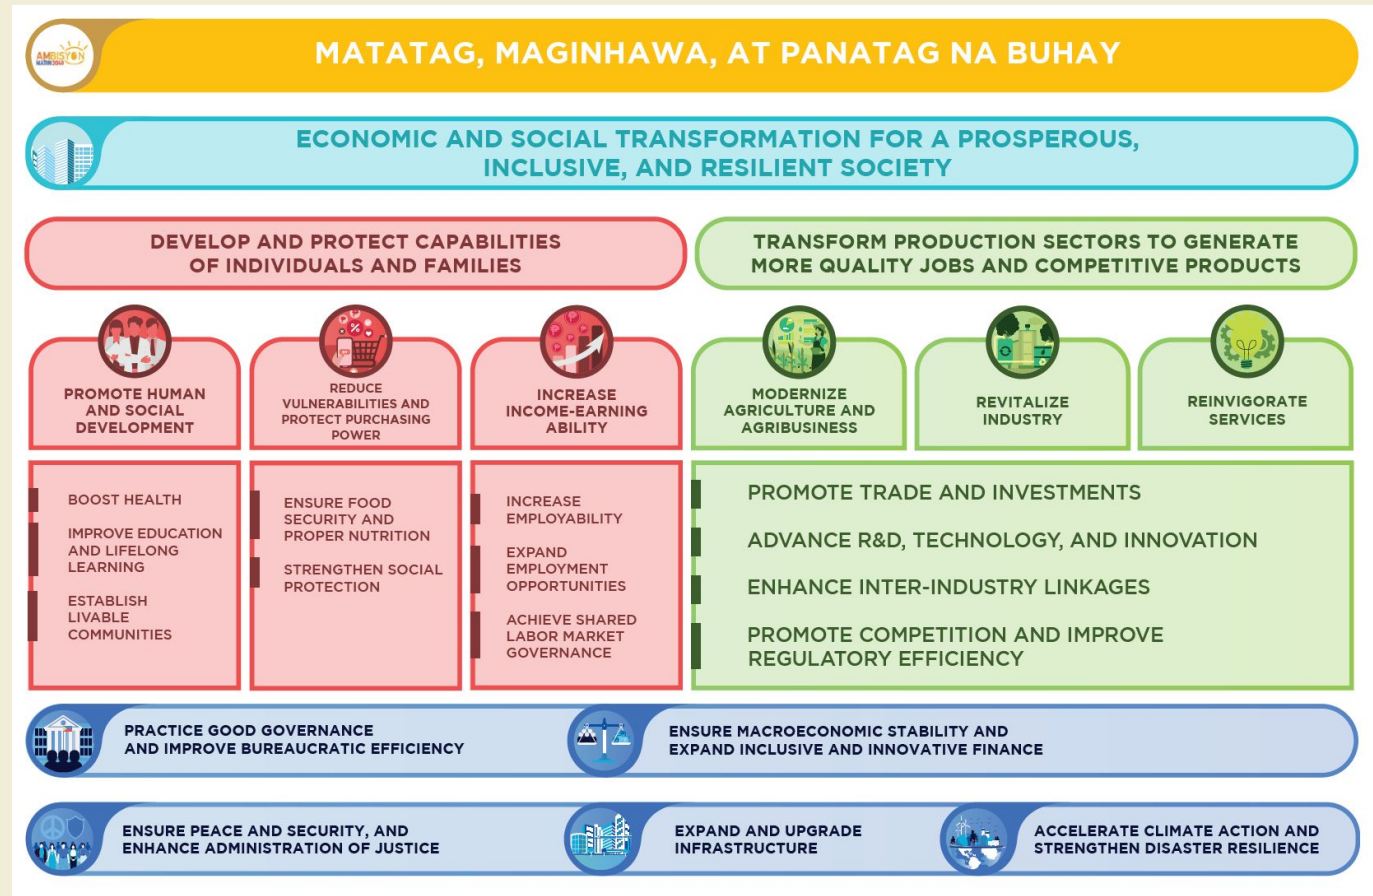 AMBISYON
NATIN 2040
MATATAG, MAGINHAWA, AT PANATAG NA BUHAY
ECONOMIC AND SOCIAL TRANSFORMATION FOR A PROSPEROUS,
INCLUSIVE, AND RESILIENT SOCIETY
DEVELOP AND PROTECT CAPABILITIES
OF INDIVIDUALS AND FAMILIES
TRANSFORM PRODUCTION SECTORS TO GENERATE
MORE QUALITY JOBS AND COMPETITIVE PRODUCTS
PROMOTE HUMAN
AND SOCIAL
DEVELOPMENT
REDUCE
VULNERABILITIES AND
PROTECT PURCHASING
POWER
INCREASE
INCOME-EARNING
ABILITY
MODERNIZE
AGRICULTURE AND
AGRIBUSINESS
REVITALIZE
INDUSTRY
REINVIGORATE
SERVICES
BOOST HEALTH
IMPROVE EDUCATION
AND LIFELONG
LEARNING
ESTABLISH
LIVABLE
COMMUNITIES
ENSURE FOOD
SECURITY AND
PROPER NUTRITION
STRENGTHEN SOCIAL
PROTECTION
INCREASE
EMPLOYABILITY
EXPAND
EMPLOYMENT
OPPORTUNITIES
ACHIEVE SHARED
LABOR MARKET
GOVERNANCE
PROMOTE TRADE AND INVESTMENTS
ADVANCE R&D, TECHNOLOGY, AND INNOVATION
ENHANCE INTER-INDUSTRY LINKAGES
PROMOTE COMPETITION AND IMPROVE
REGULATORY EFFICIENCY
PRACTICE GOOD GOVERNANCE
AND IMPROVE BUREAUCRATIC EFFICIENCY
ENSURE MACROECONOMIC STABILITY AND
EXPAND INCLUSIVE AND INNOVATIVE FINANCE
ENSURE PEACE AND SECURITY, AND
ENHANCE ADMINISTRATION OF JUSTICE
EXPAND AND UPGRADE
INFRASTRUCTURE
ACCELERATE CLIMATE ACTION AND
STRENGTHEN DISASTER RESILIENCE